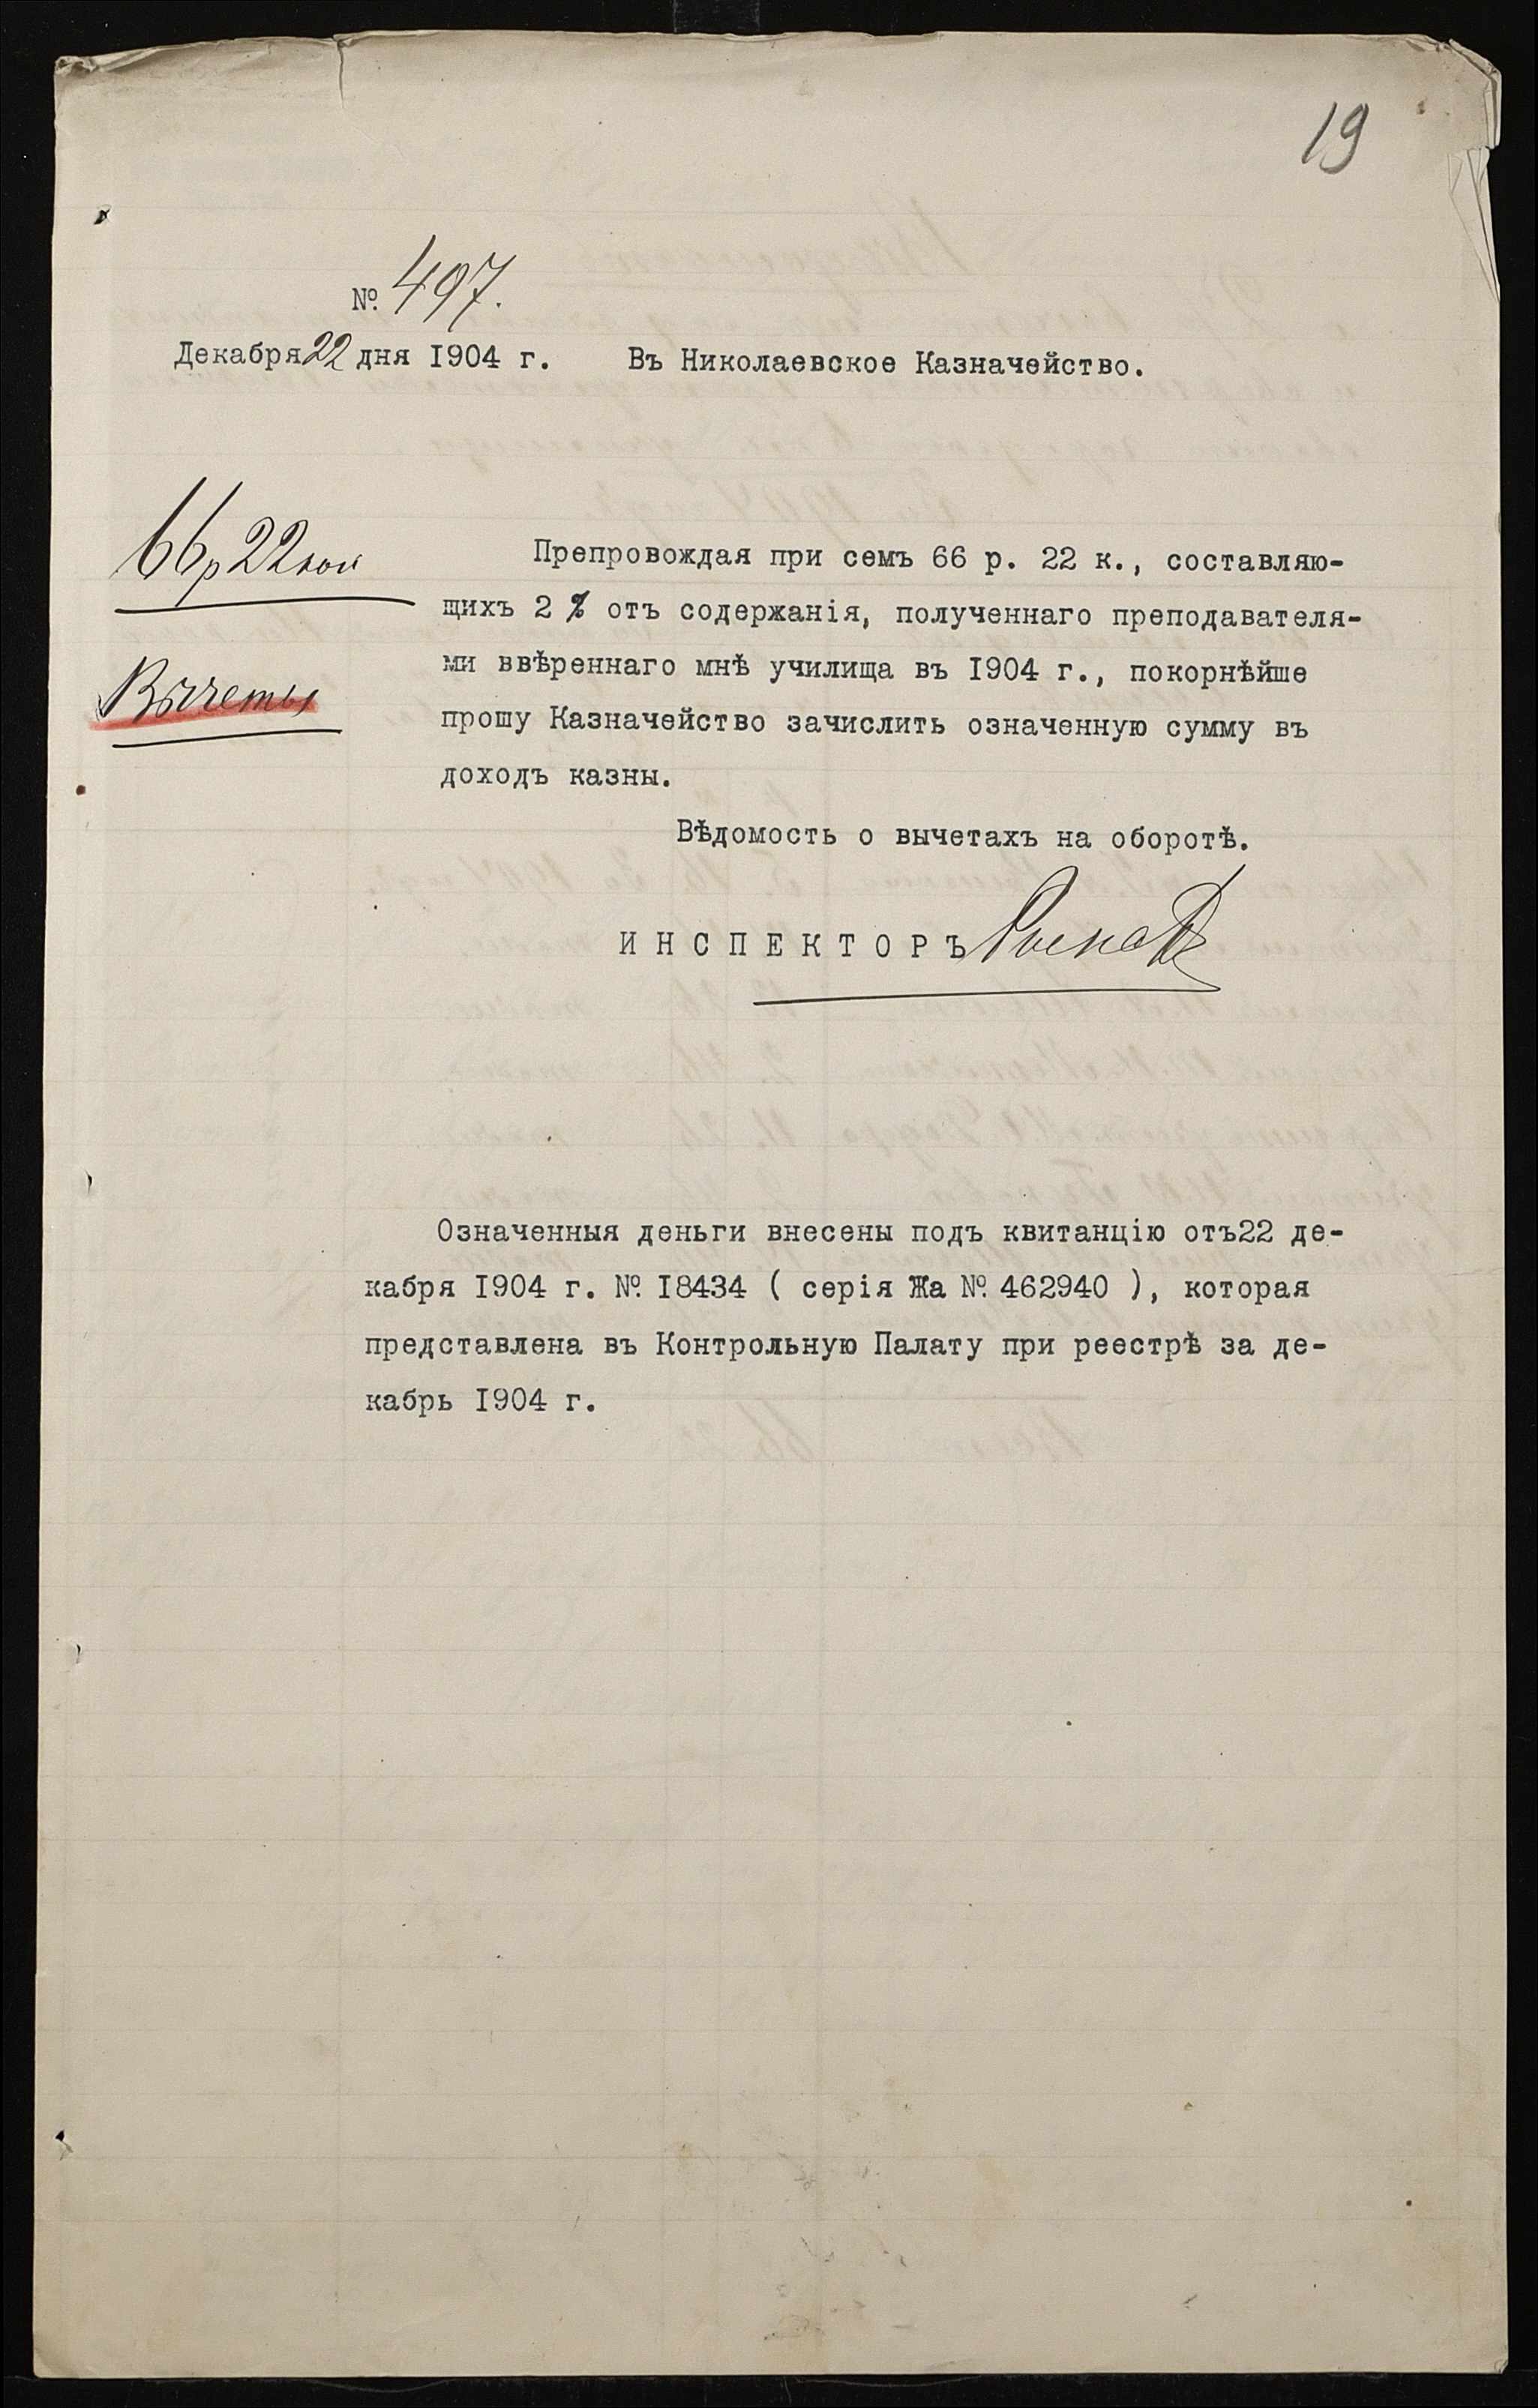 19
№ 497.
Декабря 22 дня 1904 г. Въ Николаевское Казначейство.
66 р 22 коп
Препровождая при семъ 66 р. 22 к., составляю-
щихъ 2 % отъ содержанія, полученнаго преподавателя-
ми ввѣреннаго мнѣ училища въ 1904 г., покорнѣйше
Вычеты
прошу Казначейство зачислить означенную сумму въ
доходъ казны.
Вѣдомость о вычетахъ на оборотѣ.
ИНСПЕКТОРЪ
Означенныя деньги внесены подъ квитанцію отъ22 де-
кабря 1904 г. № 18434 ( серія Жа № 462940 ), которая
представлена въ Контрольную Палату при реестрѣ за де-
кабрь 1904 г.